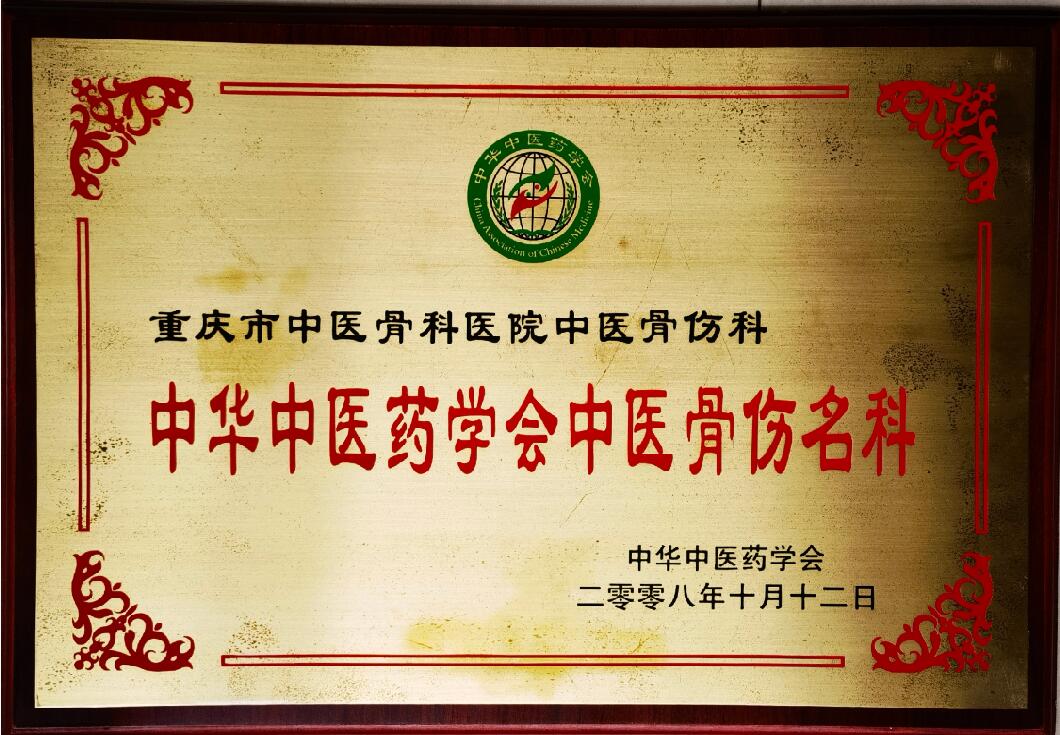 中华中医药学会
China Association of Chinese Medicine
重庆市中医骨科医院中医骨伤科
中华中医药学会中医骨伤名科
中华中医药学会
二零零八年十月十二日